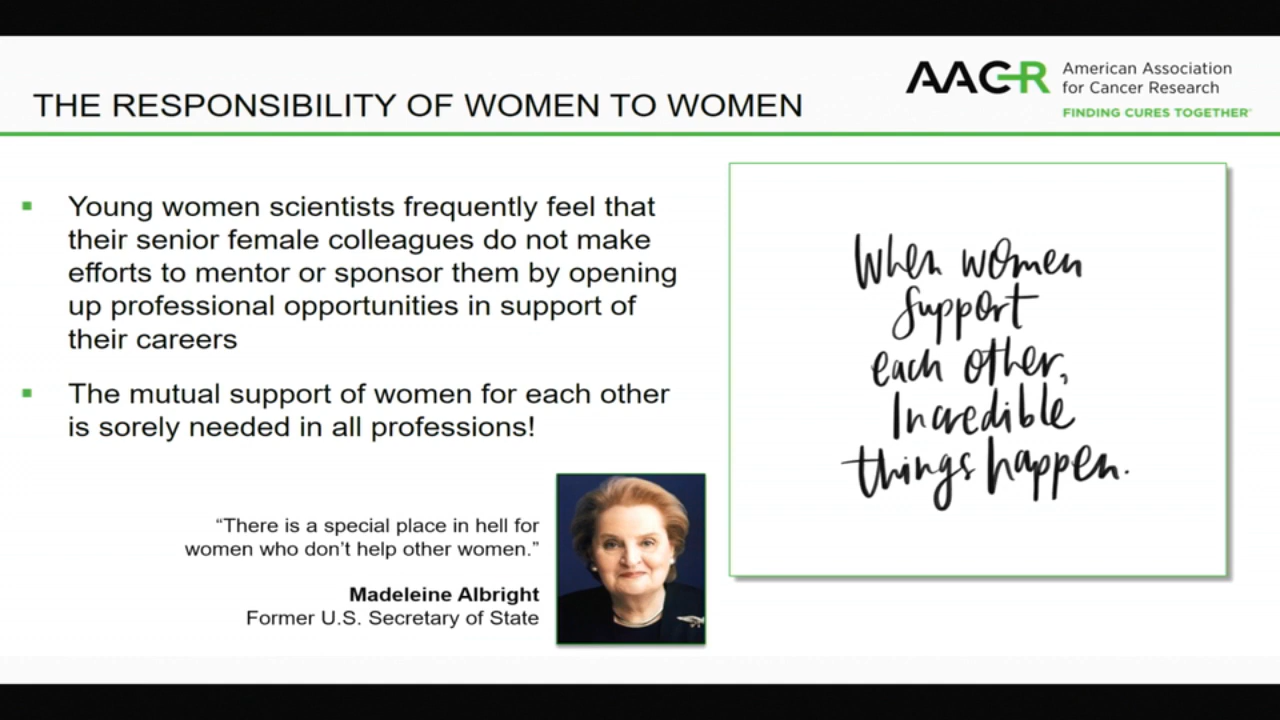 THE RESPONSIBILITY OF WOMEN TO WOMEN
AACR
American Association
for Cancer Research
FINDING CURES TOGETHER®
▪ Young women scientists frequently feel that
their senior female colleagues do not make
efforts to mentor or sponsor them by opening
up professional opportunities in support of
their careers
▪ The mutual support of women for each other
is sorely needed in all professions!
“There is a special place in hell for
women who don’t help other women.”
Madeleine Albright
Former U.S. Secretary of State
When women
Support
each other,
Incredible
things happen.